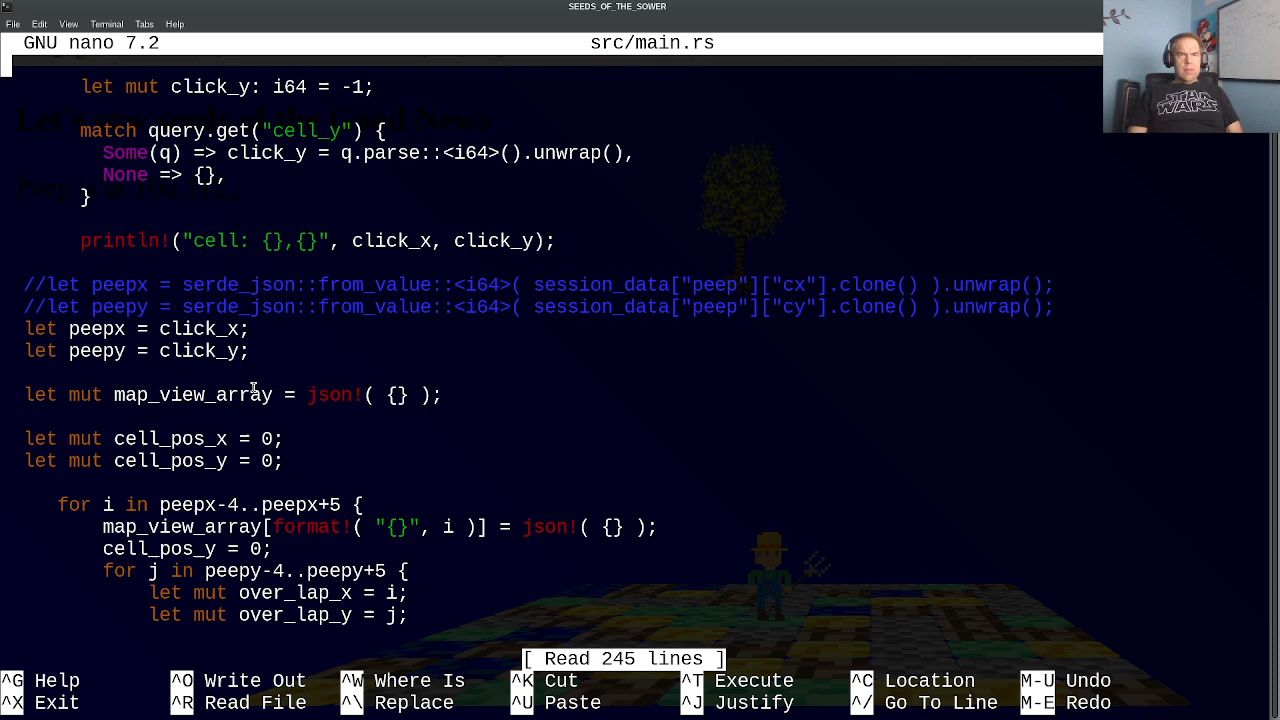 SEEDS_OF_THE_SOWER
File Edit View Terminal Tabs Help
GNU nano 7.2 src/main.rs
let mut click_y: i64 = -1;
match query.get("cell_y") {
Some(q) => click_y = q.parse::<i64>().unwrap(),
None => {},
}
println!("cell: {},{}", click_x, click_y);
//let peepx = serde_json::from_value::<i64>( session_data["peep"]["cx"].clone() ).unwrap();
//let peepy = serde_json::from_value::<i64>( session_data["peep"]["cy"].clone() ).unwrap();
let peepx = click_x;
let peepy = click_y;
let mut map_view_array = json!( {} );
let mut cell_pos_x = 0;
let mut cell_pos_y = 0;
for i in peepx-4..peepx+5 {
map_view_array[format!( "{}", i )] = json!( {} );
cell_pos_y = 0;
for j in peepy-4..peepy+5 {
let mut over_lap_x = i;
let mut over_lap_y = j;
[ Read 245 lines ]
^G Help ^O Write Out ^W Where Is ^K Cut ^T Execute ^C Location M-U Undo
^X Exit ^R Read File ^\ Replace ^U Paste ^J Justify ^/ Go To Line M-E Redo
STAR WARS